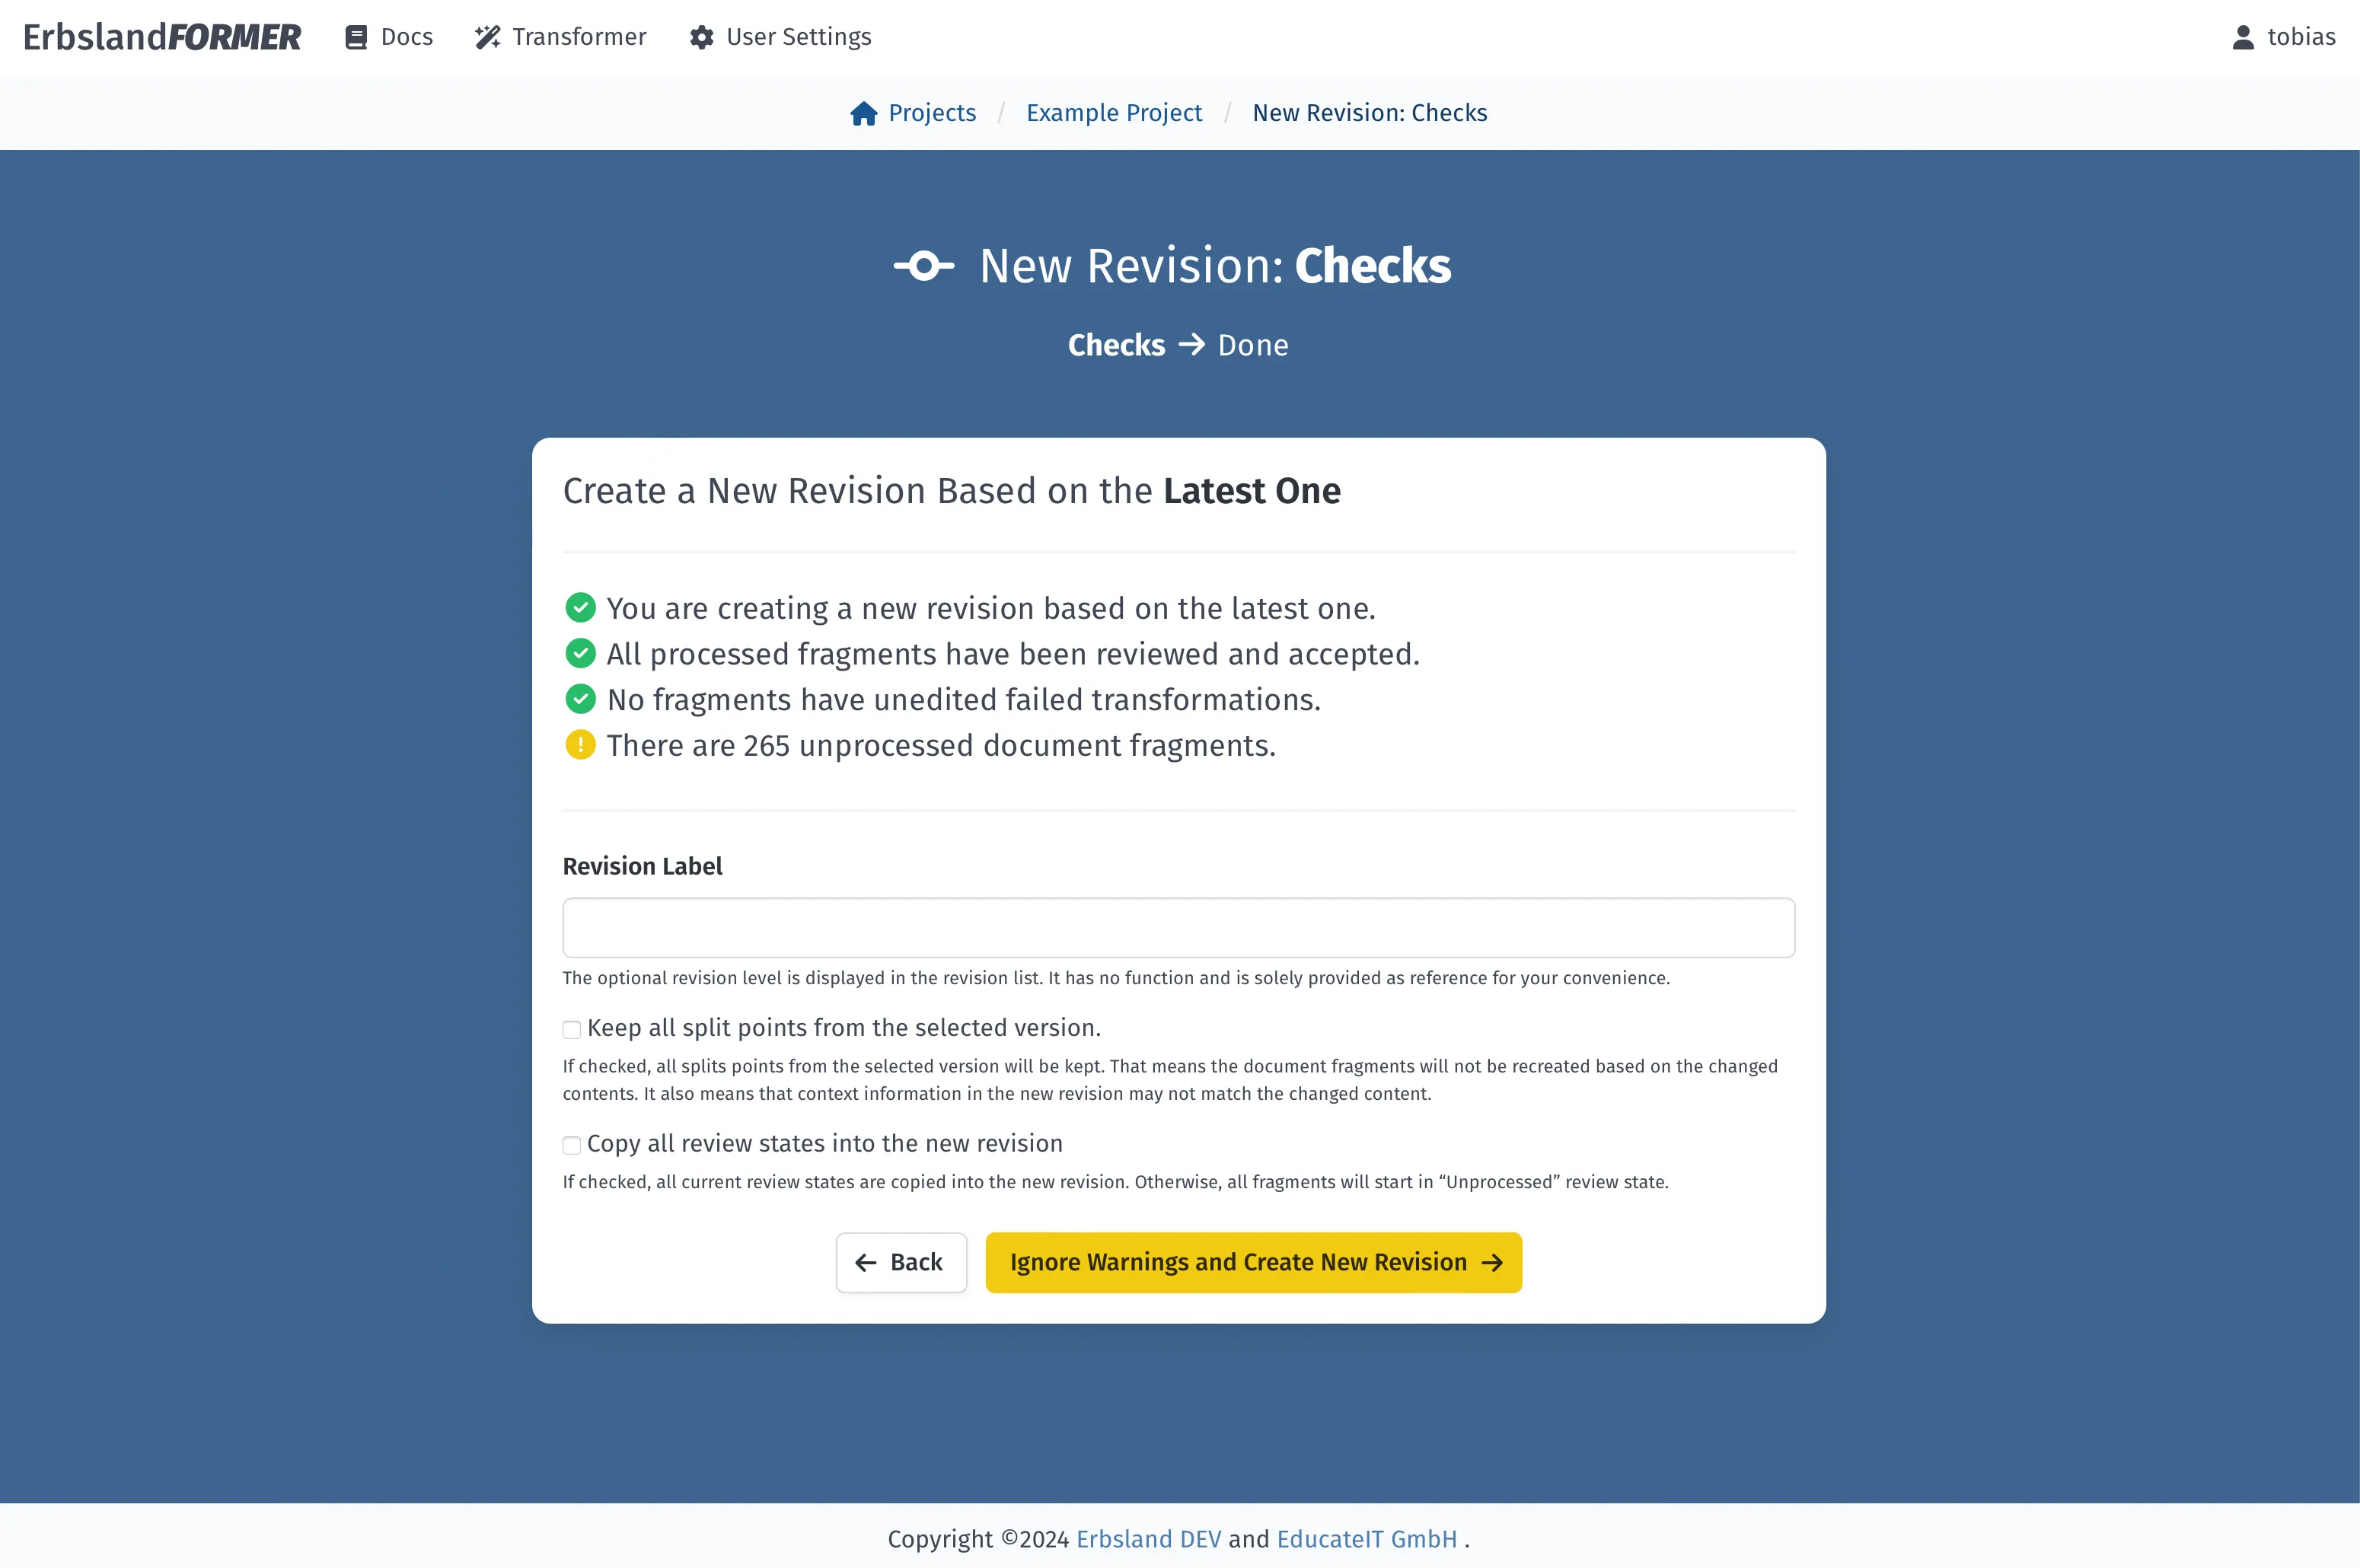 ErbslandFORMER Docs Transformer User Settings tobias
Projects / Example Project / New Revision: Checks
New Revision: Checks
Checks → Done
Create a New Revision Based on the Latest One
You are creating a new revision based on the latest one.
All processed fragments have been reviewed and accepted.
No fragments have unedited failed transformations.
There are 265 unprocessed document fragments.
Revision Label
The optional revision level is displayed in the revision list. It has no function and is solely provided as reference for your convenience.
Keep all split points from the selected version.
If checked, all splits points from the selected version will be kept. That means the document fragments will not be recreated based on the changed
contents. It also means that context information in the new revision may not match the changed content.
Copy all review states into the new revision
If checked, all current review states are copied into the new revision. Otherwise, all fragments will start in “Unprocessed” review state.
← Back Ignore Warnings and Create New Revision →
Copyright ©2024 Erbsland DEV and EducateIT GmbH .